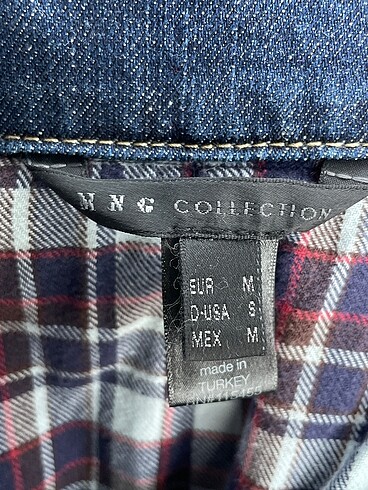 MNG COLLECTION
EUR M
D-USA S
MEX M
made in
TURKEY